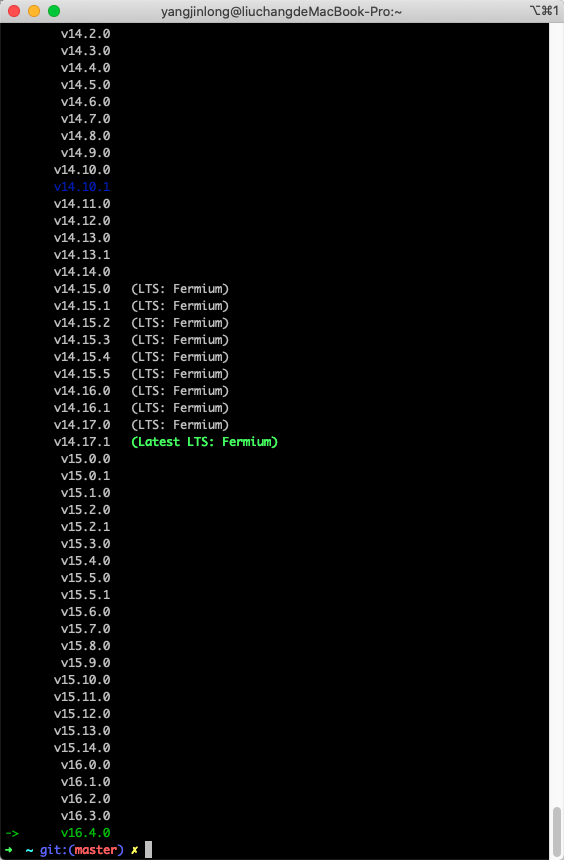 yangjinlong@liuchangdeMacBook-Pro:~ ⌥⌘1
v14.2.0
v14.3.0
v14.4.0
v14.5.0
v14.6.0
v14.7.0
v14.8.0
v14.9.0
v14.10.0
v14.10.1
v14.11.0
v14.12.0
v14.13.0
v14.13.1
v14.14.0
v14.15.0 (LTS: Fermium)
v14.15.1 (LTS: Fermium)
v14.15.2 (LTS: Fermium)
v14.15.3 (LTS: Fermium)
v14.15.4 (LTS: Fermium)
v14.15.5 (LTS: Fermium)
v14.16.0 (LTS: Fermium)
v14.16.1 (LTS: Fermium)
v14.17.0 (LTS: Fermium)
v14.17.1 (Latest LTS: Fermium)
v15.0.0
v15.0.1
v15.1.0
v15.2.0
v15.2.1
v15.3.0
v15.4.0
v15.5.0
v15.5.1
v15.6.0
v15.7.0
v15.8.0
v15.9.0
v15.10.0
v15.11.0
v15.12.0
v15.13.0
v15.14.0
v16.0.0
v16.1.0
v16.2.0
v16.3.0
-> v16.4.0
➜ ~ git:(master) ✗